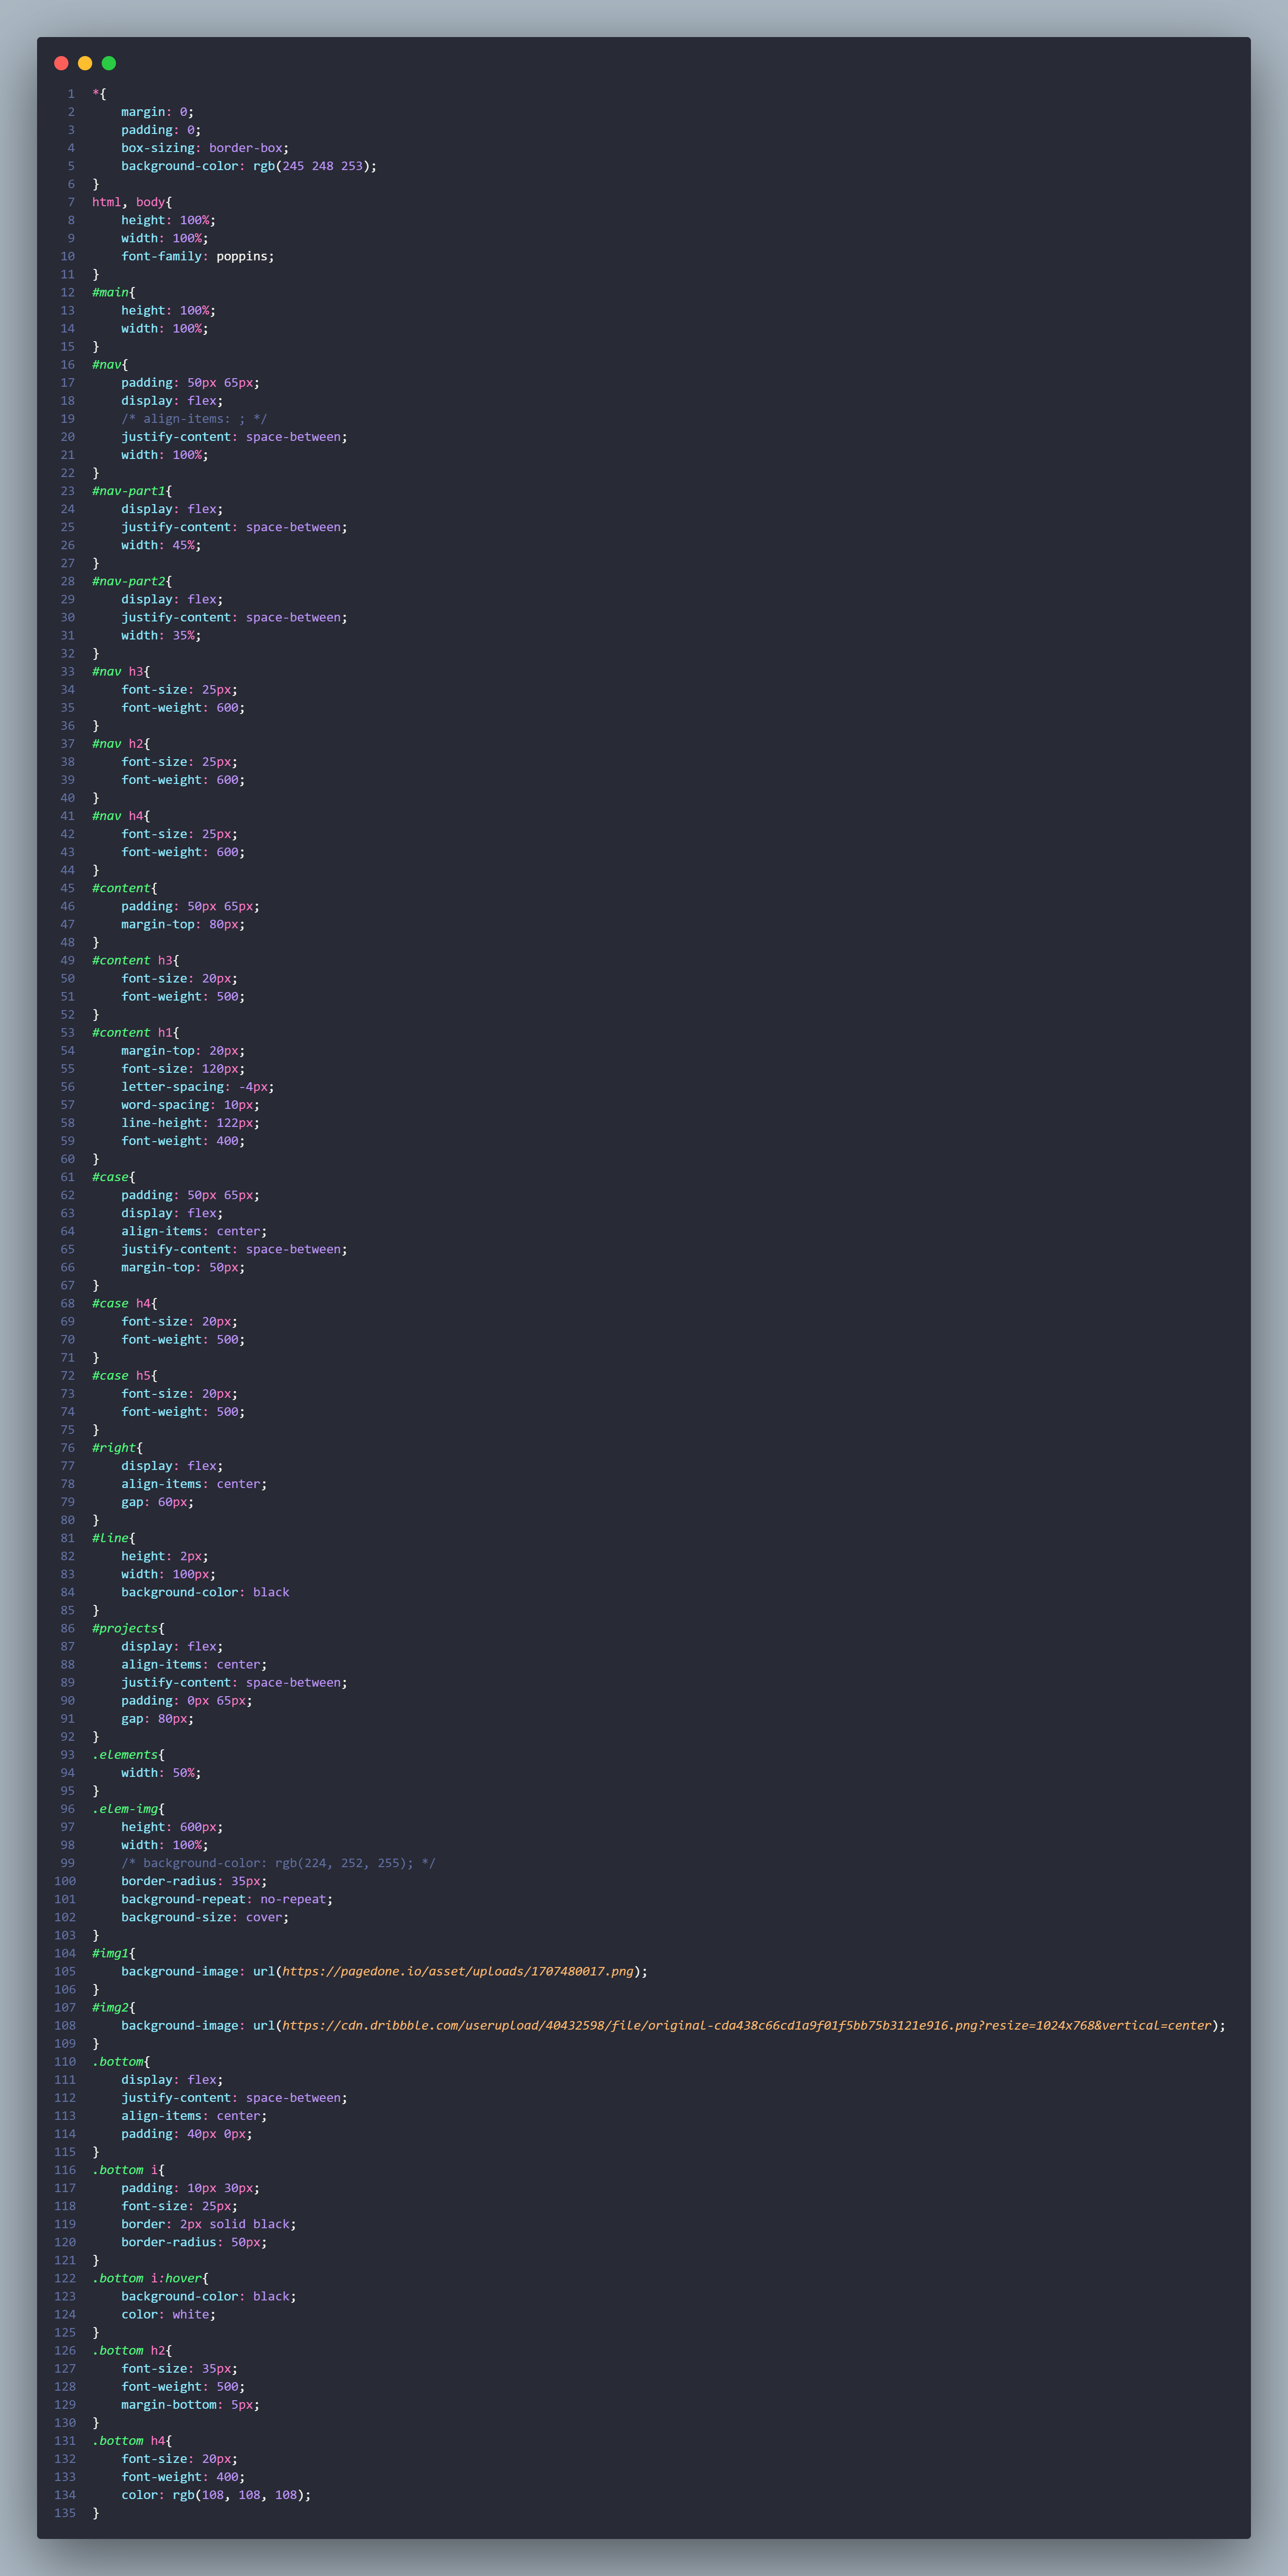 1 *{
2     margin: 0;
3     padding: 0;
4     box-sizing: border-box;
5     background-color: rgb(245 248 253);
6 }
7 html, body{
8     height: 100%;
9     width: 100%;
10     font-family: poppins;
11 }
12 #main{
13     height: 100%;
14     width: 100%;
15 }
16 #nav{
17     padding: 50px 65px;
18     display: flex;
19     /* align-items: ; */
20     justify-content: space-between;
21     width: 100%;
22 }
23 #nav-part1{
24     display: flex;
25     justify-content: space-between;
26     width: 45%;
27 }
28 #nav-part2{
29     display: flex;
30     justify-content: space-between;
31     width: 35%;
32 }
33 #nav h3{
34     font-size: 25px;
35     font-weight: 600;
36 }
37 #nav h2{
38     font-size: 25px;
39     font-weight: 600;
40 }
41 #nav h4{
42     font-size: 25px;
43     font-weight: 600;
44 }
45 #content{
46     padding: 50px 65px;
47     margin-top: 80px;
48 }
49 #content h3{
50     font-size: 20px;
51     font-weight: 500;
52 }
53 #content h1{
54     margin-top: 20px;
55     font-size: 120px;
56     letter-spacing: -4px;
57     word-spacing: 10px;
58     line-height: 122px;
59     font-weight: 400;
60 }
61 #case{
62     padding: 50px 65px;
63     display: flex;
64     align-items: center;
65     justify-content: space-between;
66     margin-top: 50px;
67 }
68 #case h4{
69     font-size: 20px;
70     font-weight: 500;
71 }
72 #case h5{
73     font-size: 20px;
74     font-weight: 500;
75 }
76 #right{
77     display: flex;
78     align-items: center;
79     gap: 60px;
80 }
81 #line{
82     height: 2px;
83     width: 100px;
84     background-color: black
85 }
86 #projects{
87     display: flex;
88     align-items: center;
89     justify-content: space-between;
90     padding: 0px 65px;
91     gap: 80px;
92 }
93 .elements{
94     width: 50%;
95 }
96 .elem-img{
97     height: 600px;
98     width: 100%;
99     /* background-color: rgb(224, 252, 255); */
100     border-radius: 35px;
101     background-repeat: no-repeat;
102     background-size: cover;
103 }
104 #img1{
105     background-image: url(https://pagedone.io/asset/uploads/1707480017.png);
106 }
107 #img2{
108     background-image: url(https://cdn.dribbble.com/userupload/40432598/file/original-cda438c66cd1a9f01f5bb75b3121e916.png?resize=1024x768&vertical=center);
109 }
110 .bottom{
111     display: flex;
112     justify-content: space-between;
113     align-items: center;
114     padding: 40px 0px;
115 }
116 .bottom i{
117     padding: 10px 30px;
118     font-size: 25px;
119     border: 2px solid black;
120     border-radius: 50px;
121 }
122 .bottom i:hover{
123     background-color: black;
124     color: white;
125 }
126 .bottom h2{
127     font-size: 35px;
128     font-weight: 500;
129     margin-bottom: 5px;
130 }
131 .bottom h4{
132     font-size: 20px;
133     font-weight: 400;
134     color: rgb(108, 108, 108);
135 }